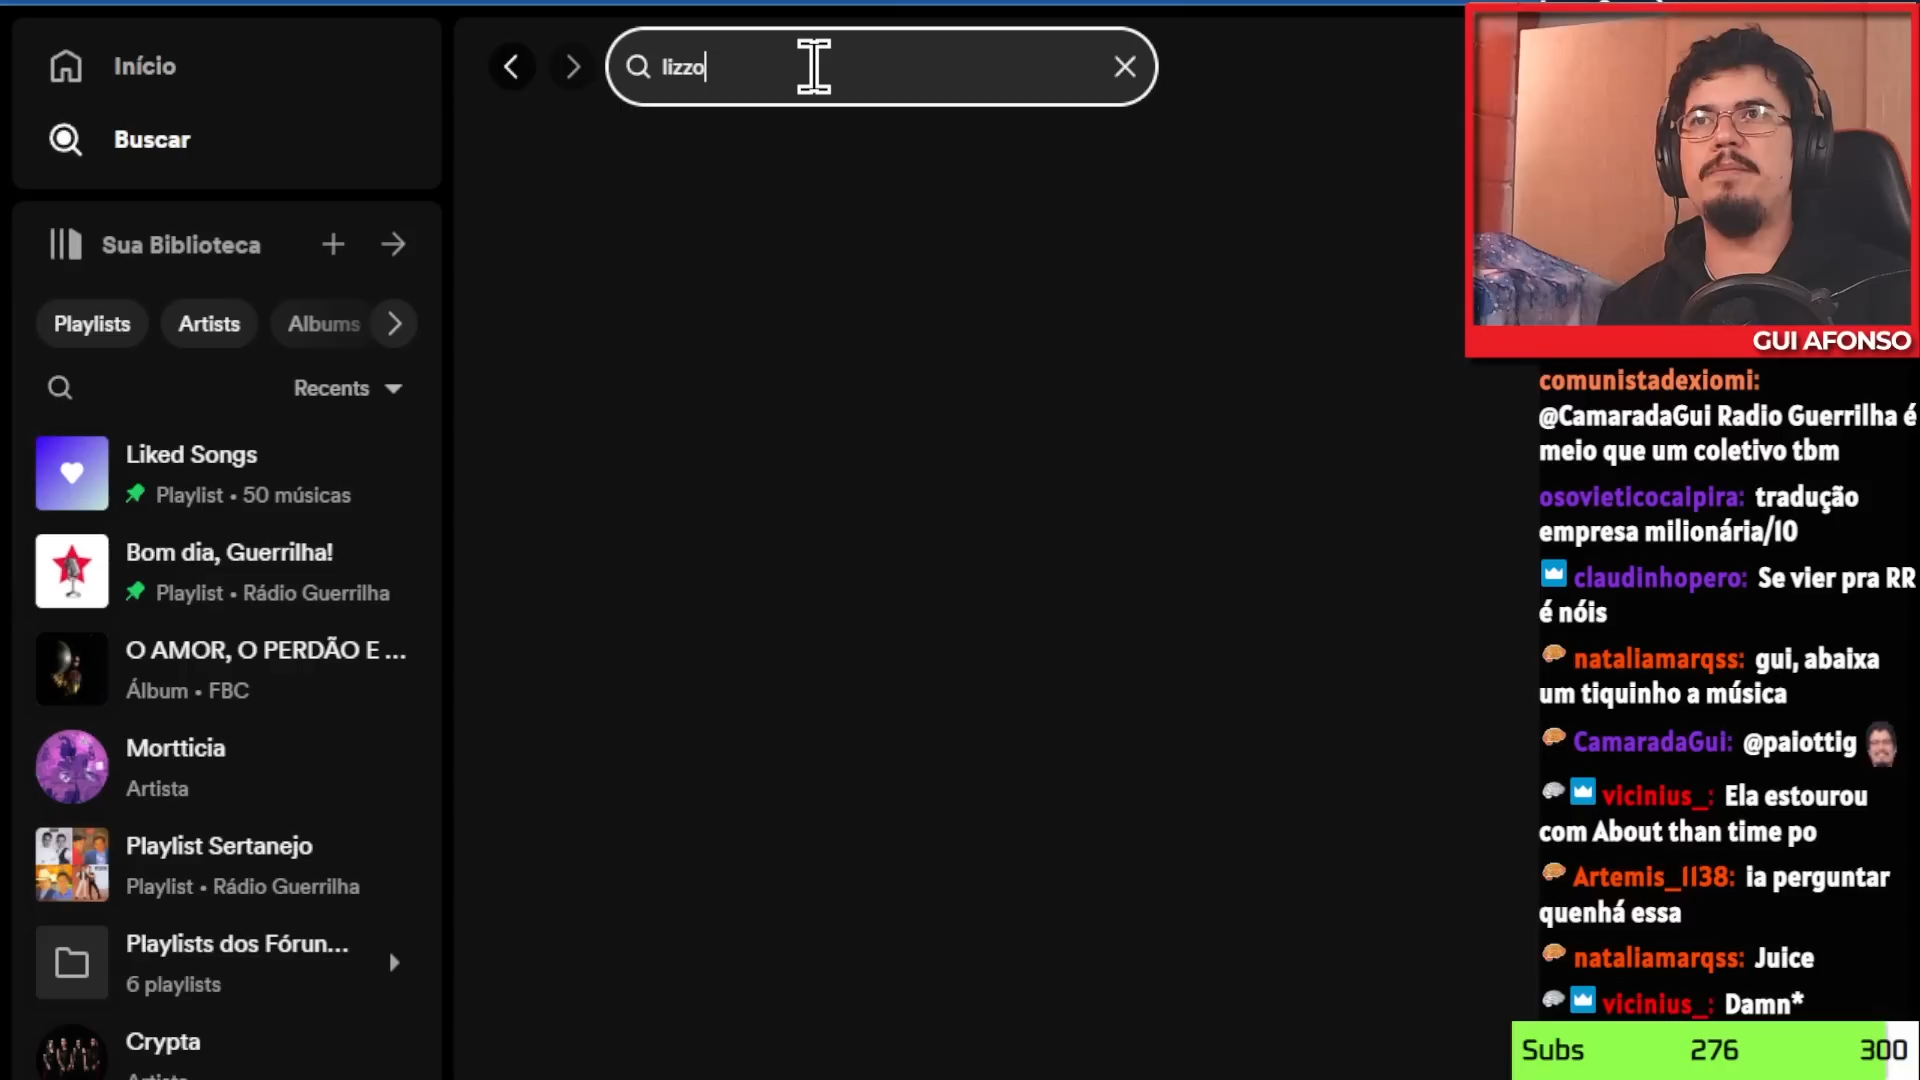 Início
Buscar
Sua Biblioteca
Playlists
Artists
Albums
Recents
Liked Songs
Playlist • 50 músicas
Bom dia, Guerrilha!
Playlist • Rádio Guerrilha
O AMOR, O PERDÃO E ...
Álbum • FBC
Mortticia
Artista
Playlist Sertanejo
Playlist • Rádio Guerrilha
Playlists dos Fórun...
6 playlists
Crypta
lizzo
GUI AFONSO
comunistadexiomi:
@CamaradaGui Radio Guerrilha é
meio que um coletivo tbm
osovieticocaipira: tradução
empresa milionária/10
claudinhopero: Se vier pra RR
é nóis
nataliamarqss: gui, abaixa
um tiquinho a música
CamaradaGui: @paiottig
vicinius_: Ela estourou
com About than time po
Artemis_1138: ia perguntar
quenhá essa
nataliamarqss: Juice
vicinius_: Damn*
Subs 276 300